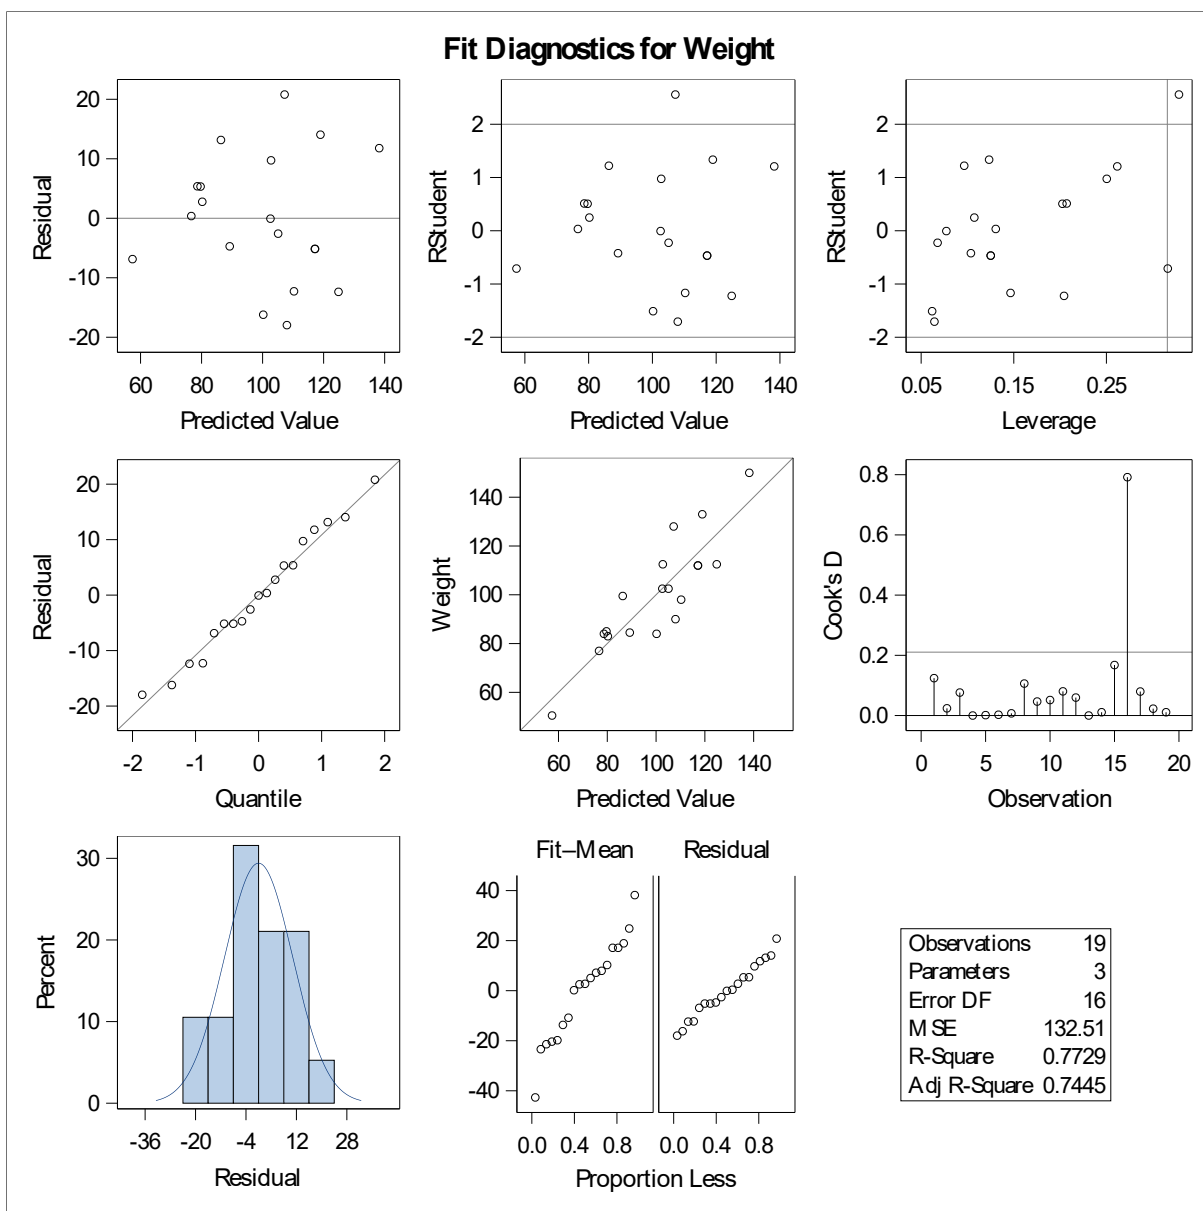 Fit Diagnostics for Weight
20
10
0
-10
-20
Residual
60 80 100 120 140
Predicted Value
2
1
0
-1
-2
RStudent
60 80 100 120 140
Predicted Value
2
1
0
-1
-2
RStudent
0.05 0.15 0.25
Leverage
20
10
0
-10
-20
Residual
-2 -1 0 1 2
Quantile
140
120
100
80
60
Weight
60 80 100 120 140
Predicted Value
0.8
0.6
0.4
0.2
0.0
Cook's D
0 5 10 15 20
Observation
30
20
10
0
Percent
-36 -20 -4 12 28
Residual
Fit–Mean Residual
40
20
0
-20
-40
0.0 0.4 0.8 0.0 0.4 0.8
Proportion Less
Observations 19
Parameters 3
Error DF 16
MSE 132.51
R-Square 0.7729
Adj R-Square 0.7445